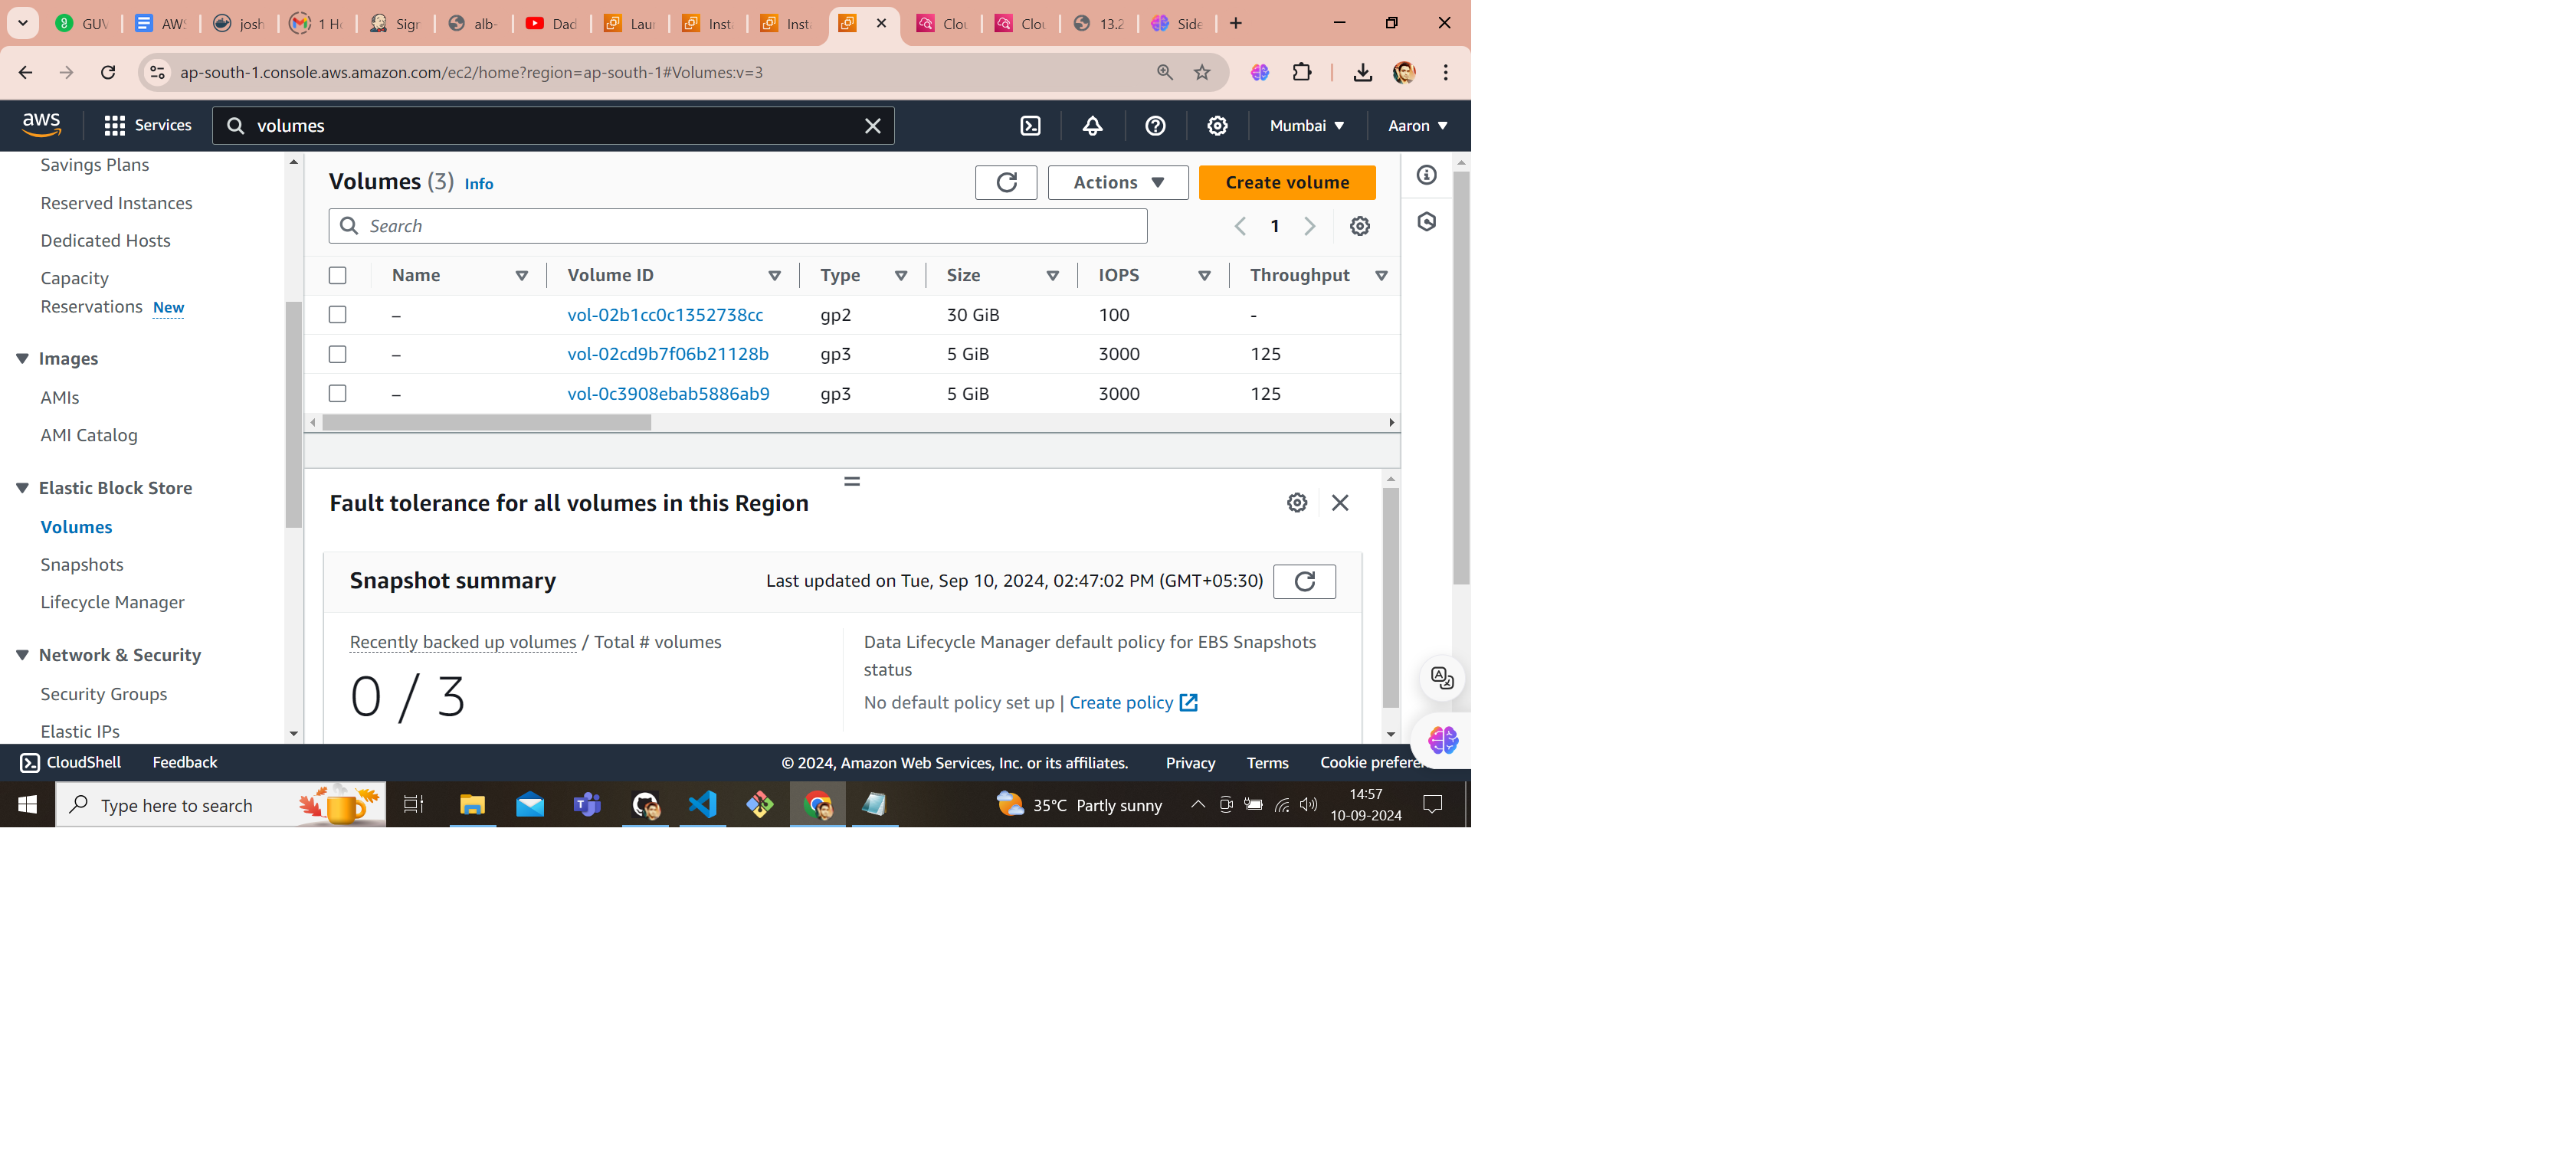 GUV
AW
josh
1 H
Sign
alb-
Dad
Laun
Inst
Inst
Clou
Clou
13.2
Side
ap-south-1.console.aws.amazon.com/ec2/home?region=ap-south-1#Volumes:v=3
aws
Services
volumes
Mumbai
Aaron
Savings Plans
Reserved Instances
Dedicated Hosts
Capacity
Reservations New
Images
AMIs
AMI Catalog
Elastic Block Store
Volumes
Snapshots
Lifecycle Manager
Network & Security
Security Groups
Elastic IPs
Volumes (3) Info
Actions
Create volume
Search
1
Name Volume ID Type Size IOPS Throughput
– vol-02b1cc0c1352738cc gp2 30 GiB 100 -
– vol-02cd9b7f06b21128b gp3 5 GiB 3000 125
– vol-0c3908ebab5886ab9 gp3 5 GiB 3000 125
Fault tolerance for all volumes in this Region
Snapshot summary
Last updated on Tue, Sep 10, 2024, 02:47:02 PM (GMT+05:30)
Recently backed up volumes / Total # volumes
0 / 3
Data Lifecycle Manager default policy for EBS Snapshots
status
No default policy set up | Create policy
CloudShell Feedback
© 2024, Amazon Web Services, Inc. or its affiliates. Privacy Terms Cookie prefere
Type here to search
35°C Partly sunny
14:57
10-09-2024